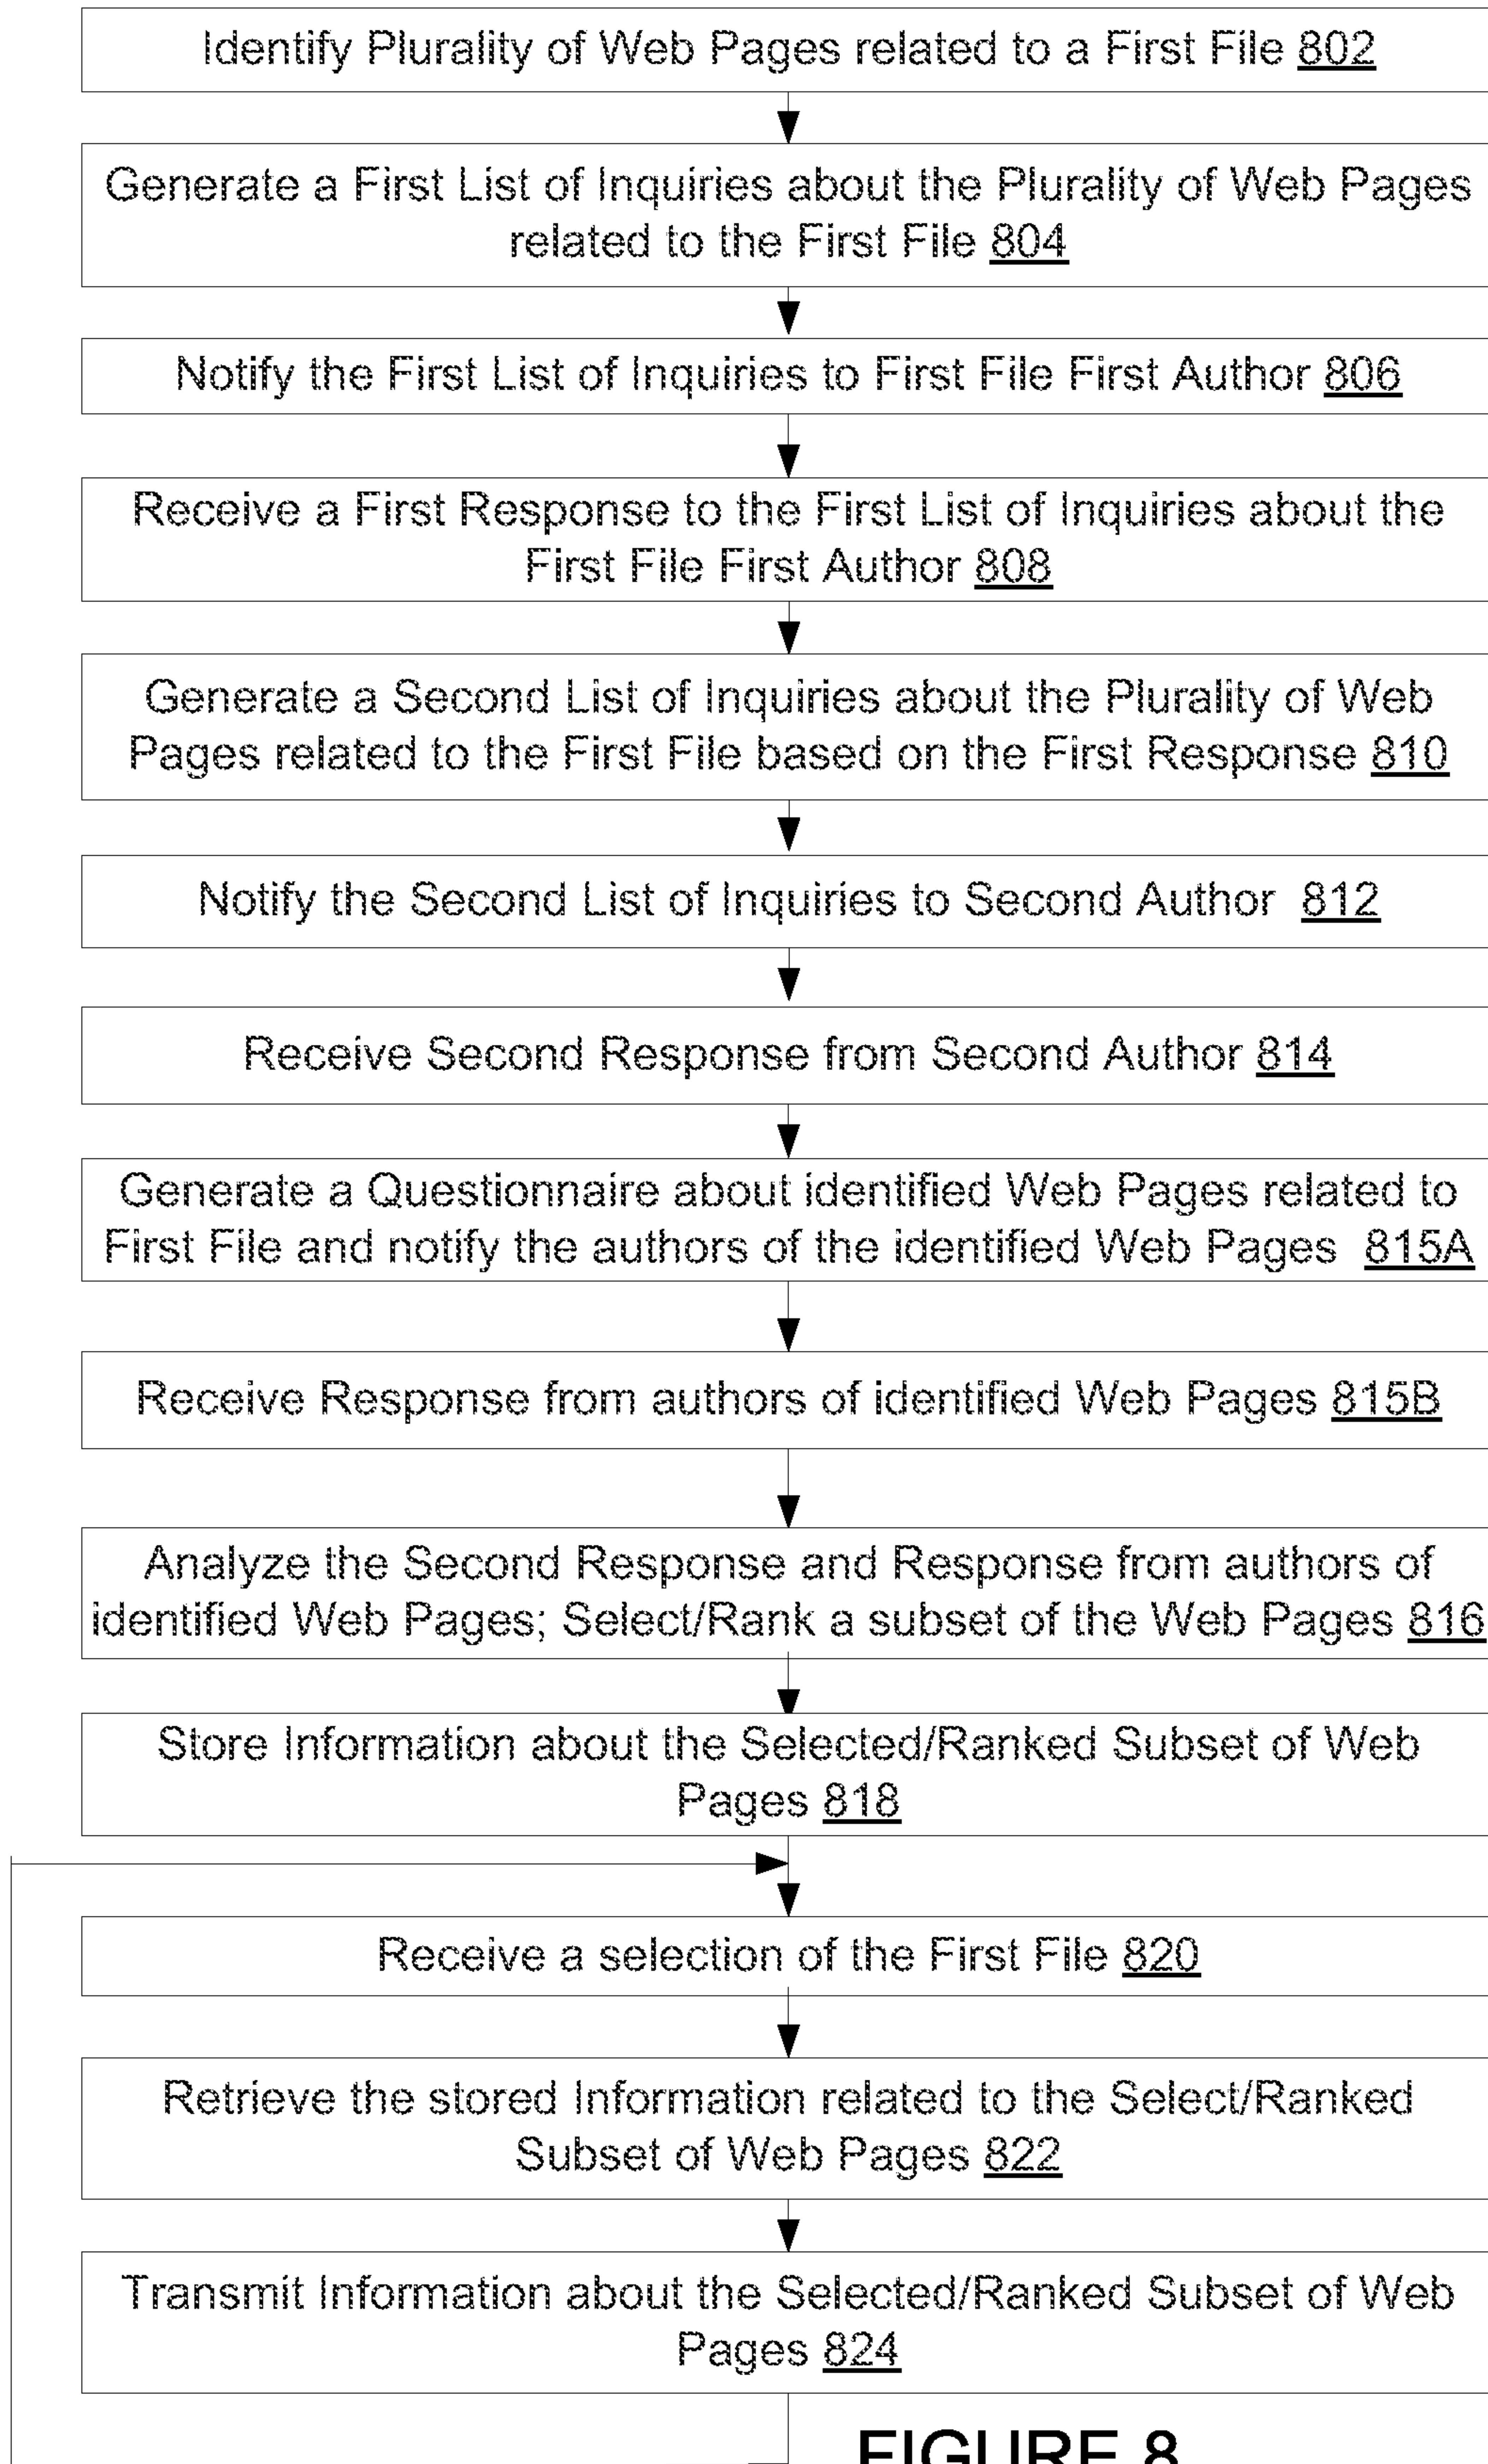 Identify Plurality of Web Pages related to a First File 802
Generate a First List of Inquiries about the Plurality of Web Pages
related to the First File 804
Notify the First List of Inquiries to First File First Author 806
Receive a First Response to the First List of Inquiries about the
First File First Author 808
Generate a Second List of Inquiries about the Plurality of Web
Pages related to the First File based on the First Response 810
Notify the Second List of Inquiries to Second Author 812
Receive Second Response from Second Author 814
Generate a Questionnaire about identified Web Pages related to
First File and notify the authors of the identified Web Pages 815A
Receive Response from authors of identified Web Pages 815B
Analyze the Second Response and Response from authors of
identified Web Pages; Select/Rank a subset of the Web Pages 816
Store Information about the Selected/Ranked Subset of Web
Pages 818
Receive a selection of the First File 820
Retrieve the stored Information related to the Select/Ranked
Subset of Web Pages 822
Transmit Information about the Selected/Ranked Subset of Web
Pages 824
FIGURE 8